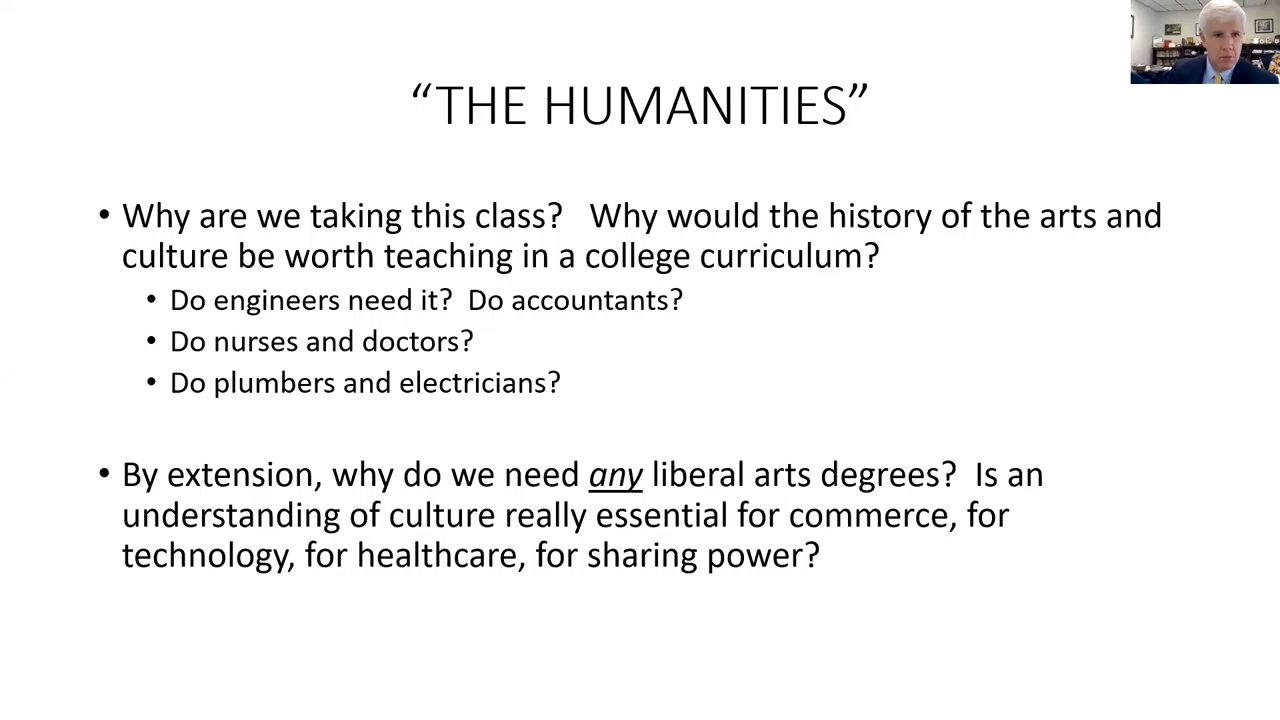 “THE HUMANITIES”
• Why are we taking this class?   Why would the history of the arts and
culture be worth teaching in a college curriculum?
• Do engineers need it?  Do accountants?
• Do nurses and doctors?
• Do plumbers and electricians?
• By extension, why do we need any liberal arts degrees?  Is an
understanding of culture really essential for commerce, for
technology, for healthcare, for sharing power?